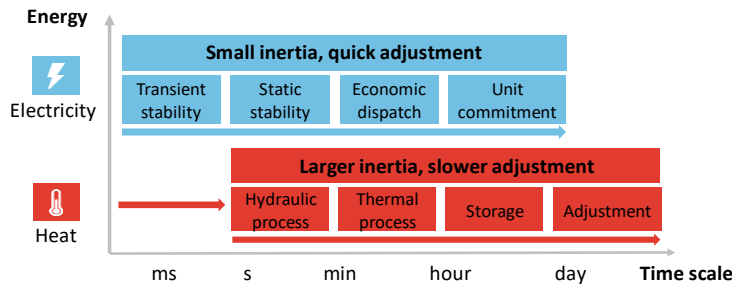 Energy
Small inertia, quick adjustment
Electricity
Transient
stability
Static
stability
Economic
dispatch
Unit
commitment
Larger inertia, slower adjustment
Heat
Hydraulic
process
Thermal
process
Storage
Adjustment
ms
s
min
hour
day
Time scale